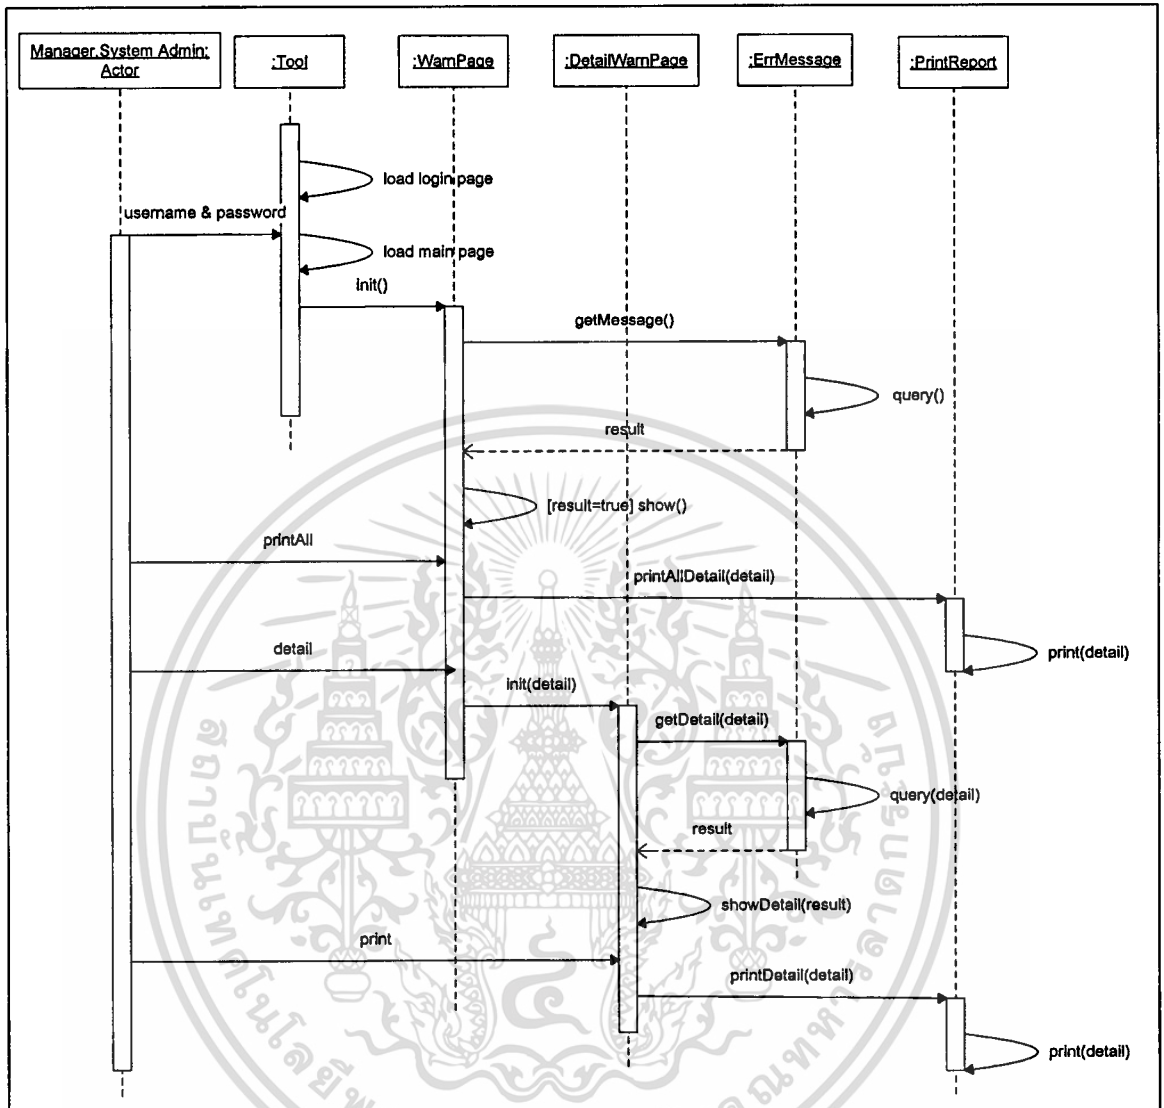 Manager,System Admin:
Actor
:Tool
:WarnPage
:DetailWarnPage
:ErrMessage
:PrintReport
load login page
username & password
load main page
init()
getMessage()
query()
result
[result=true] show()
printAll
printAllDetail(detail)
print(detail)
detail
init(detail)
getDetail(detail)
query(detail)
result
showDetail(result)
print
printDetail(detail)
print(detail)